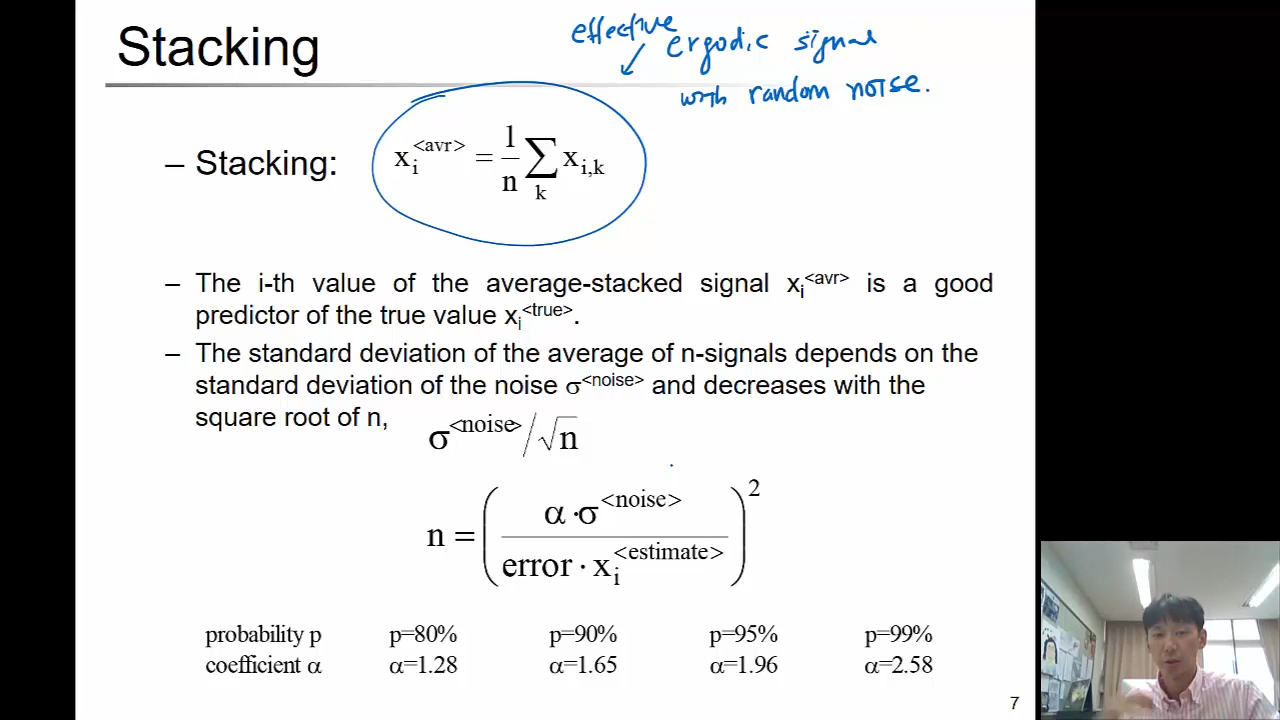 Stacking
effective
ergodic signal
with random noise.
– Stacking: x_i^<avr> = 1/n ∑_k x_i,k
– The i-th value of the average-stacked signal x_i^<avr> is a good
predictor of the true value x_i^<true>.
– The standard deviation of the average of n-signals depends on the
standard deviation of the noise σ^<noise> and decreases with the
square root of n,
σ^<noise>/√n
n = (α·σ^<noise> / error · x_i^<estimate>)^2
probability p p=80% p=90% p=95% p=99%
coefficient α α=1.28 α=1.65 α=1.96 α=2.58
7